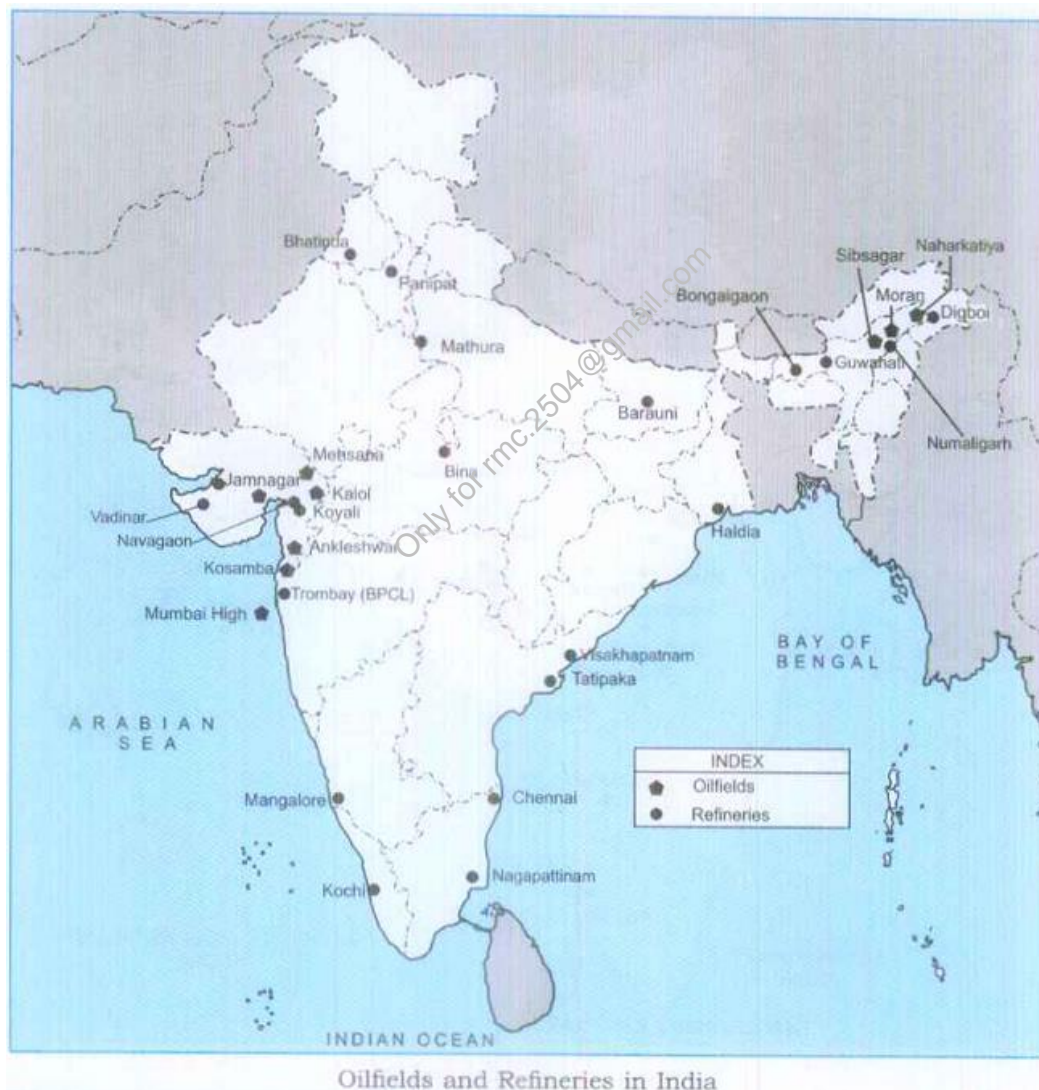 Bhatinda
Panipat
Mathura
Bongaigaon
Sibsagar
Naharkatiya
Moran
Digboi
Guwahati
Numaligarh
Barauni
Bina
Mehsana
Jamnagar
Kalol
Koyali
Vadinar
Navagaon
Ankleshwar
Kosamba
Trombay (BPCL)
Mumbai High
Haldia
Visakhapatnam
Tatipaka
BAY OF
BENGAL
ARABIAN
SEA
INDEX
Oilfields
Refineries
Mangalore
Chennai
Kochi
Nagapattinam
INDIAN OCEAN
Oilfields and Refineries in India
Only for rmc.2504@gmail.com